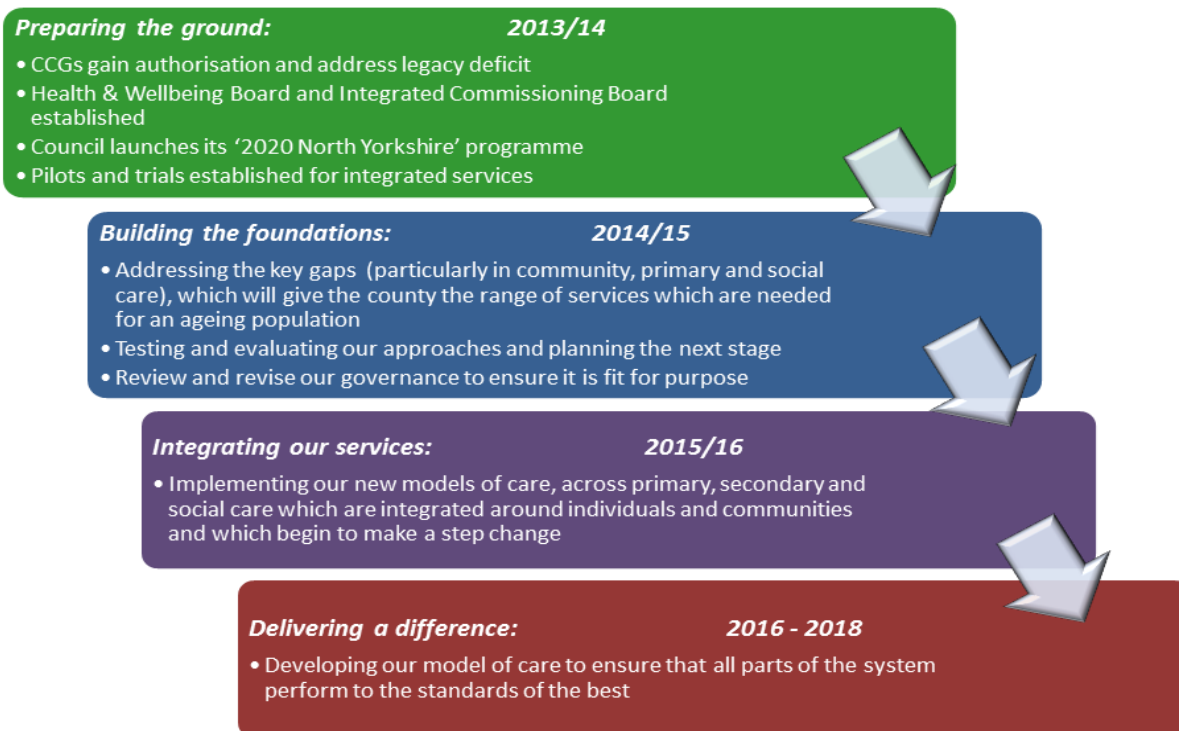 Preparing the ground: 2013/14
• CCGs gain authorisation and address legacy deficit
• Health & Wellbeing Board and Integrated Commissioning Board
established
• Council launches its ‘2020 North Yorkshire’ programme
• Pilots and trials established for integrated services
Building the foundations: 2014/15
• Addressing the key gaps (particularly in community, primary and social
care), which will give the county the range of services which are needed
for an ageing population
• Testing and evaluating our approaches and planning the next stage
• Review and revise our governance to ensure it is fit for purpose
Integrating our services: 2015/16
• Implementing our new models of care, across primary, secondary and
social care which are integrated around individuals and communities
and which begin to make a step change
Delivering a difference: 2016 - 2018
• Developing our model of care to ensure that all parts of the system
perform to the standards of the best